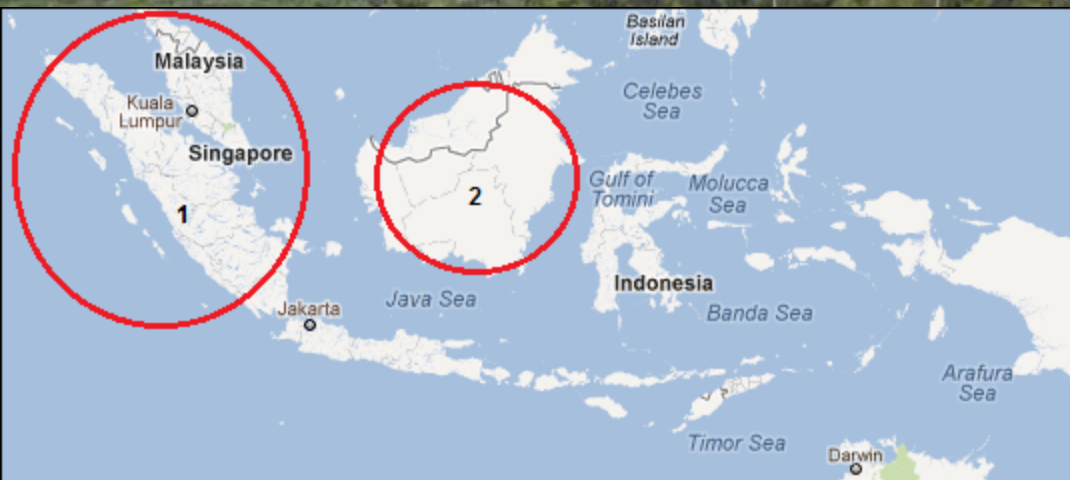 Basilan
Island
Malaysia
Celebes
Sea
Kuala
Lumpur
Singapore
Gulf of
Tomini
Molucca
Sea
1
2
Indonesia
Java Sea
Jakarta
Banda Sea
Arafura
Sea
Timor Sea
Darwin